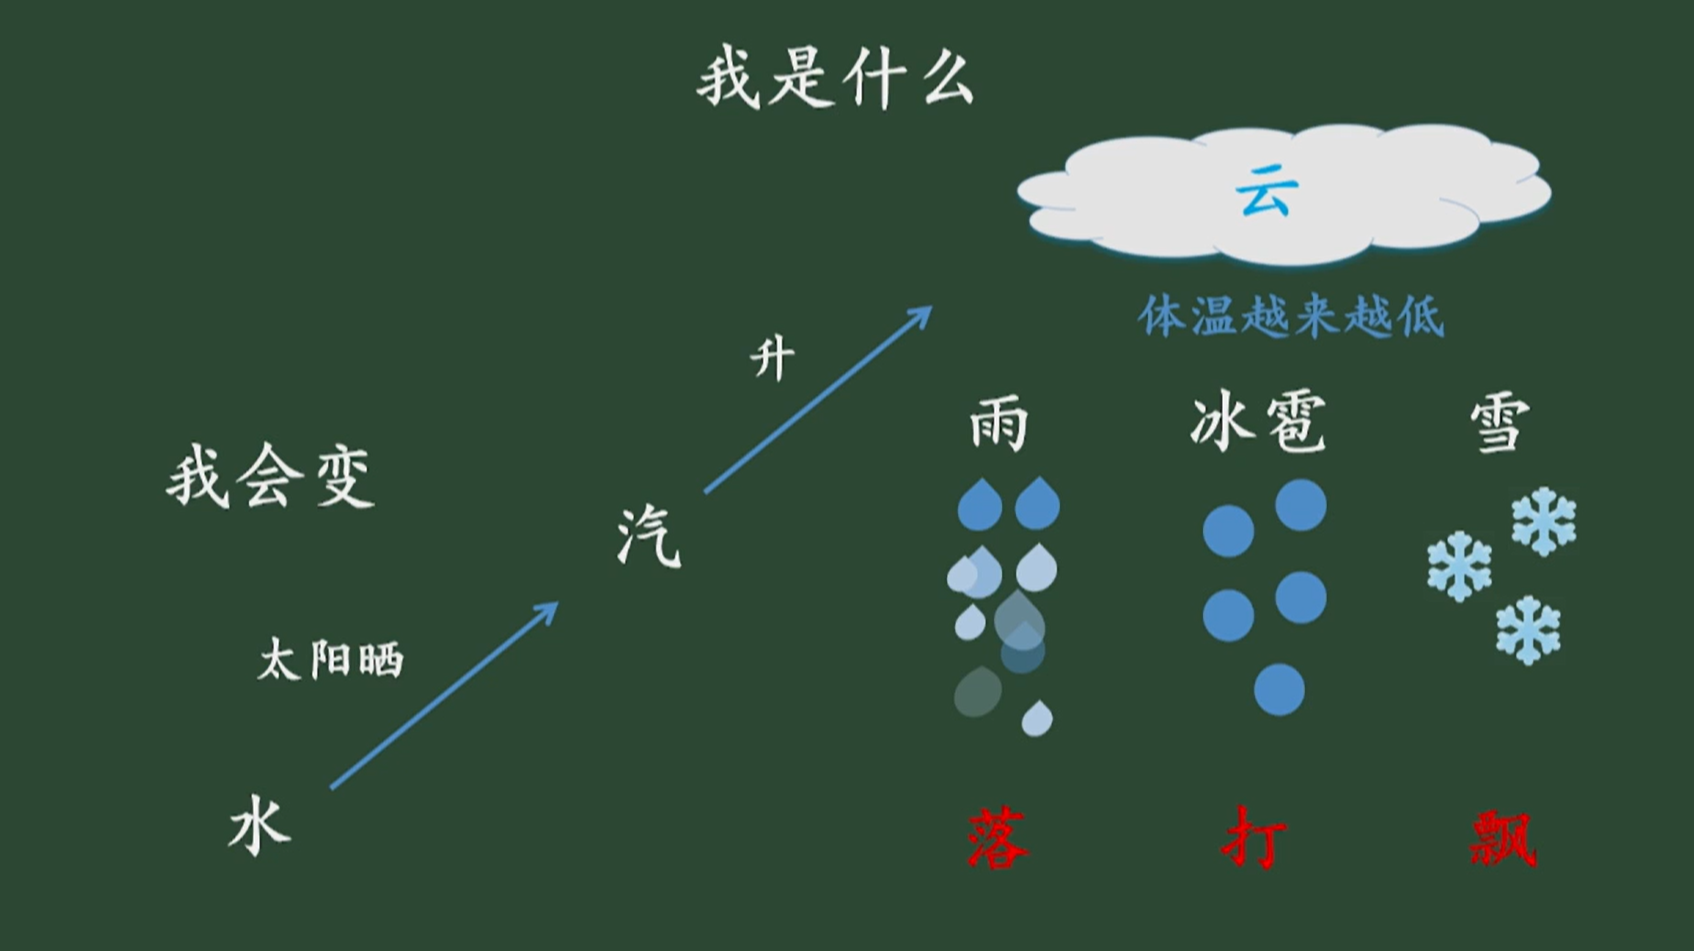 我是什么
云
体温越来越低
升
雨 冰雹 雪
我会变
汽
太阳晒
水
落 打 飘